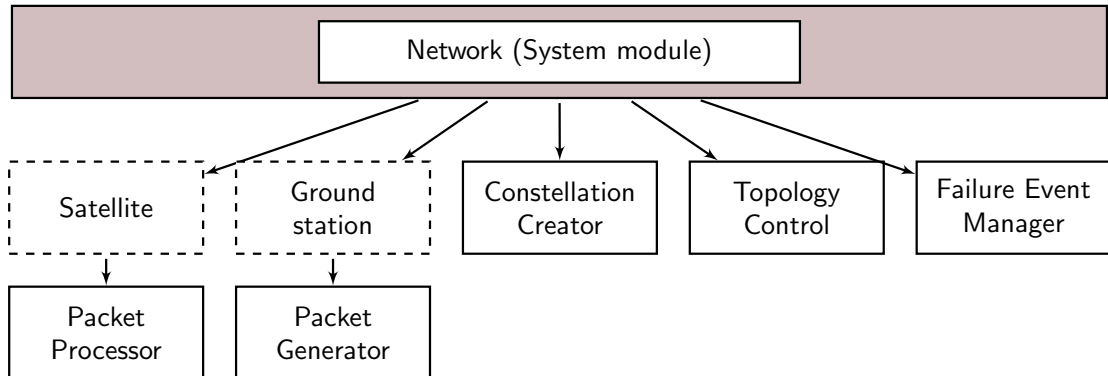 Network (System module)
Satellite
Ground
station
Constellation
Creator
Topology
Control
Failure Event
Manager
Packet
Processor
Packet
Generator